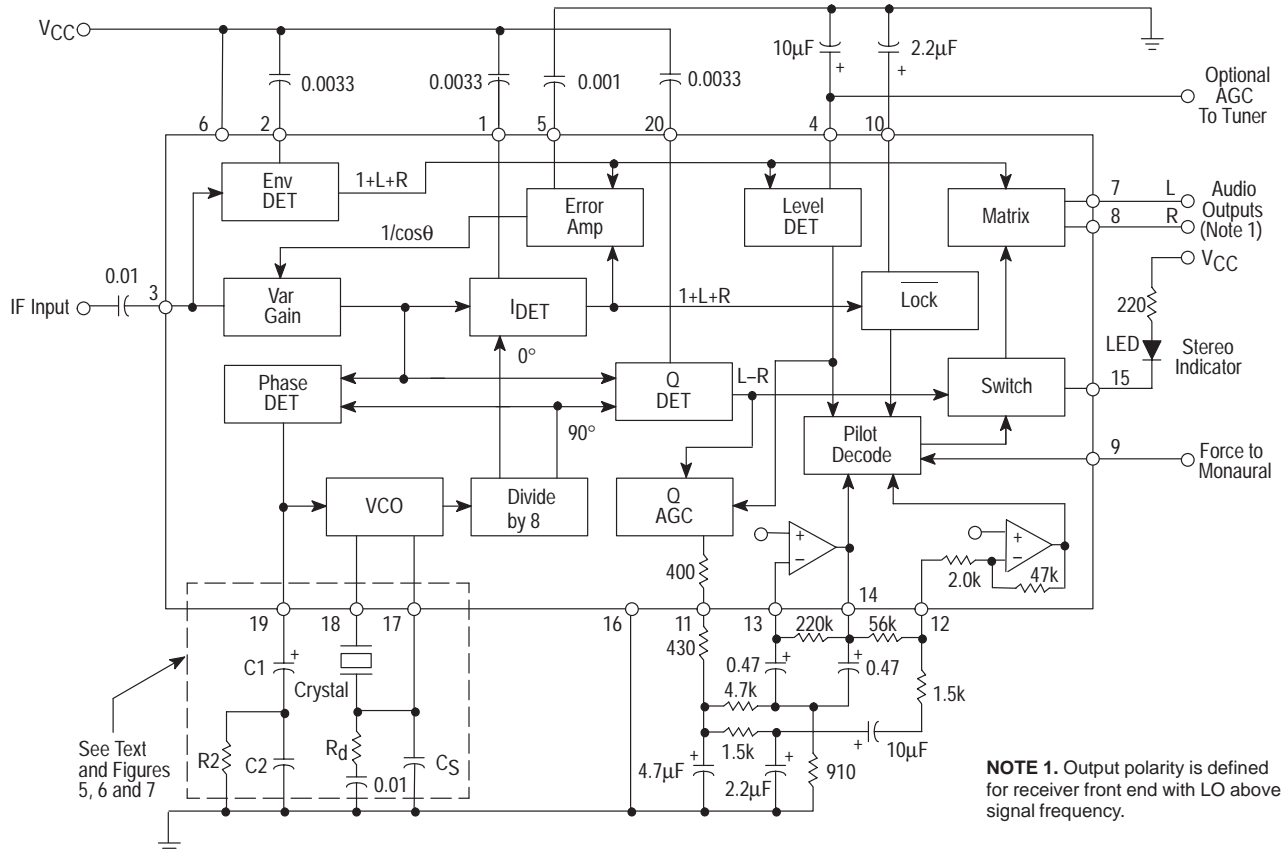 VCC
10µF
2.2µF
0.0033
0.0033
0.001
0.0033
Optional
AGC
To Tuner
6
2
1
5
20
4
10
Env
DET
1+L+R
Error
Amp
Level
DET
Matrix
7
L
8
R
Audio
Outputs
(Note 1)
1/cosθ
VCC
0.01
IF Input
3
Var
Gain
IDET
1+L+R
Lock
220
LED
Stereo
Indicator
0°
Phase
DET
Q
DET
L–R
Switch
15
90°
Pilot
Decode
9
Force to
Monaural
VCO
Divide
by 8
Q
AGC
+
–
+
–
400
2.0k
47k
19
18
17
16
11
13
14
12
430
220k
56k
C1
+
Crystal
0.47
+
+
0.47
4.7k
1.5k
See Text
and Figures
5, 6 and 7
R2
C2
Rd
0.01
CS
1.5k
+
10µF
4.7µF
+
2.2µF
+
910
NOTE 1. Output polarity is defined
for receiver front end with LO above
signal frequency.